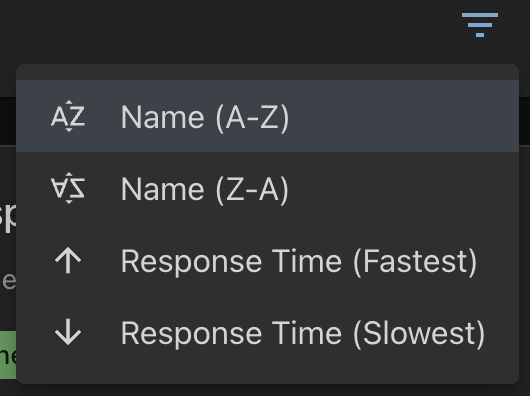 Name (A-Z)
Name (Z-A)
Response Time (Fastest)
Response Time (Slowest)